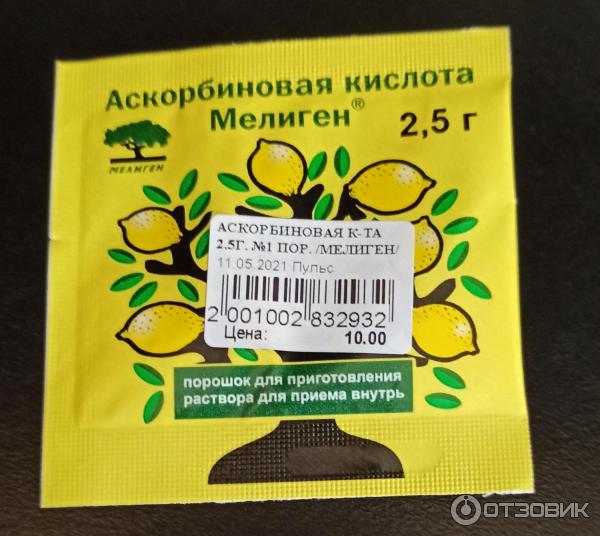 Аскорбиновая кислота
Мелиген® 2,5 г
МЕЛИГЕН
АСКОРБИНОВАЯ К-ТА
2.5Г. №1 ПОР. /МЕЛИГЕН/
11.05.2021 Пульс
2 001002 832932
Цена: 10.00
порошок для приготовления
раствора для приема внутрь
ОТЗОВИК